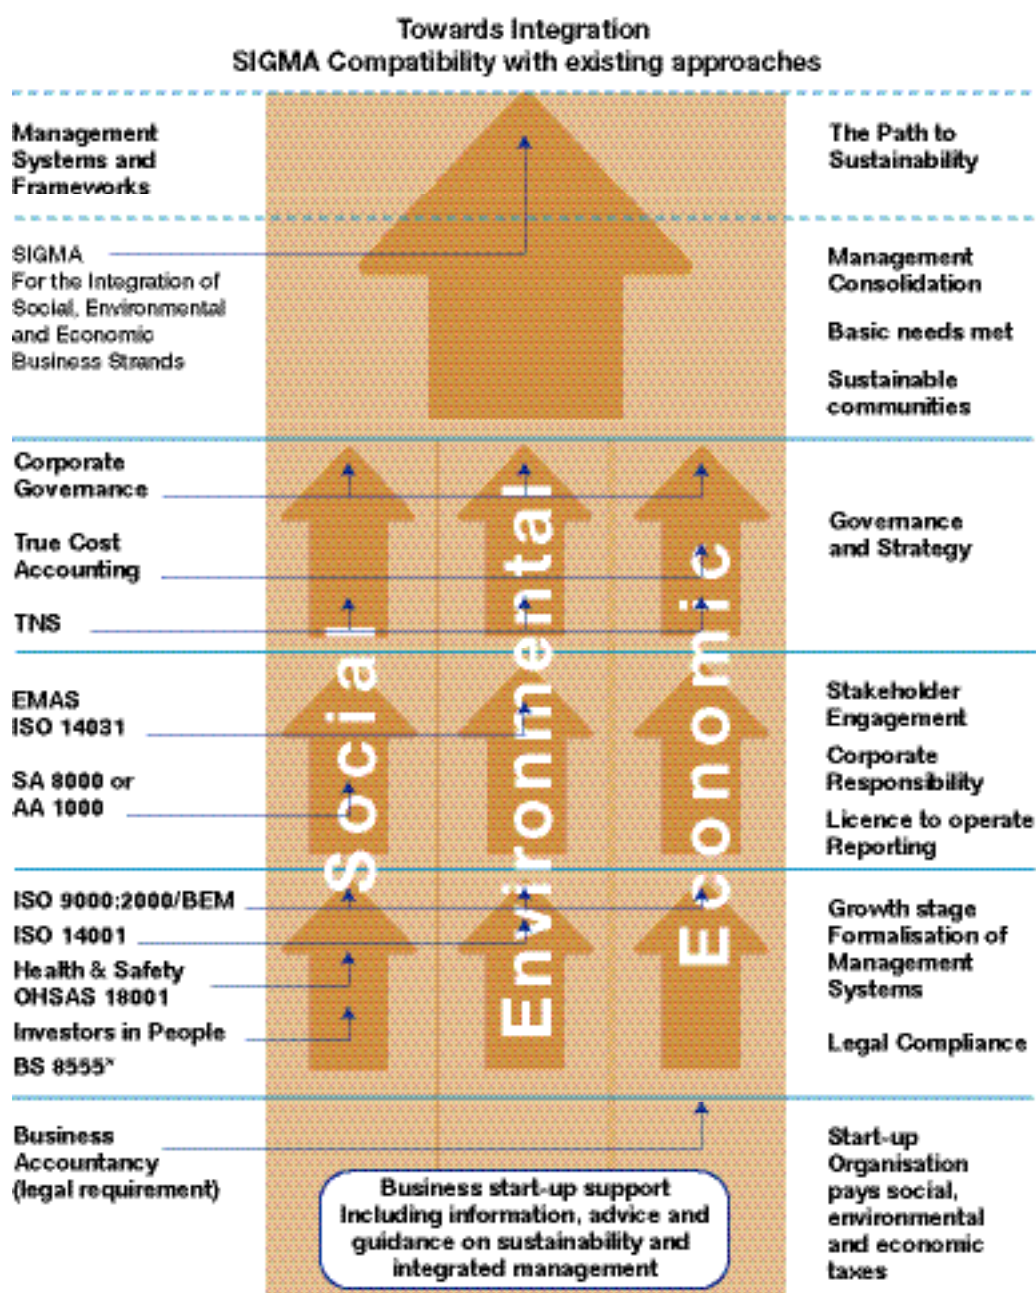 Towards Integration
SIGMA Compatibility with existing approaches
Management
Systems and
Frameworks
The Path to
Sustainability
SIGMA
For the Integration of
Social, Environmental
and Economic
Business Strands
Management
Consolidation
Basic needs met
Sustainable
communities
Corporate
Governance
True Cost
Accounting
TNS
Governance
and Strategy
EMAS
ISO 14031
SA 8000 or
AA 1000
Stakeholder
Engagement
Corporate
Responsibility
Licence to operate
Reporting
Social
Environmental
Economic
ISO 9000:2000/BEM
ISO 14001
Health & Safety
OHSAS 18001
Investors in People
BS 8555*
Growth stage
Formalisation of
Management
Systems
Legal Compliance
Business
Accountancy
(legal requirement)
Business start-up support
Including information, advice and
guidance on sustainability and
integrated management
Start-up
Organisation
pays social,
environmental
and economic
taxes